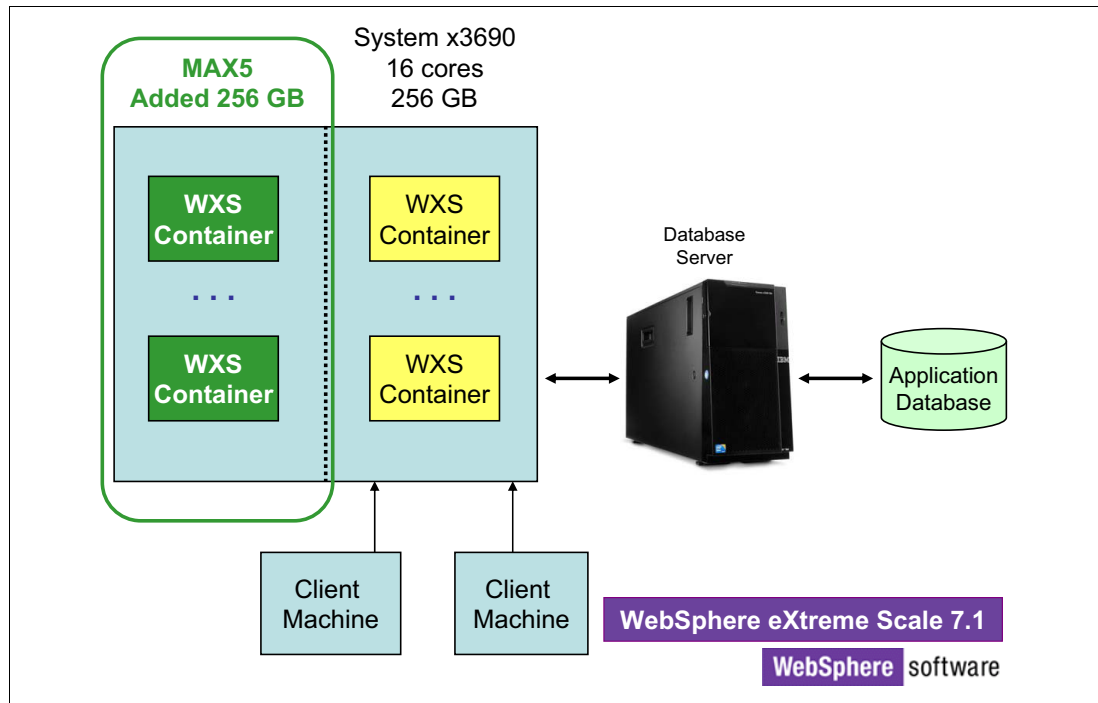 MAX5
Added 256 GB
System x3690
16 cores
256 GB
WXS
Container
WXS
Container
. . .
. . .
WXS
Container
WXS
Container
Database
Server
IBM
Application
Database
Client
Machine
Client
Machine
WebSphere eXtreme Scale 7.1
WebSphere software